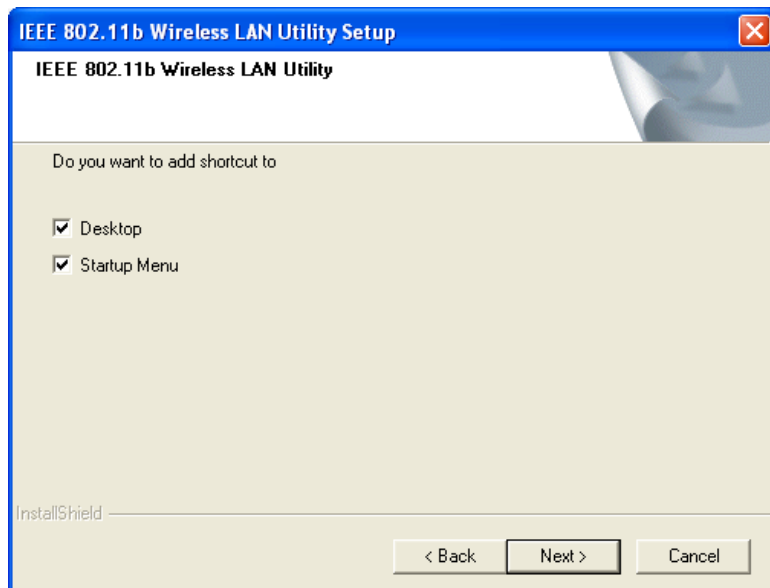 IEEE 802.11b Wireless LAN Utility Setup
IEEE 802.11b Wireless LAN Utility
Do you want to add shortcut to
Desktop
Startup Menu
InstallShield
< Back Next > Cancel